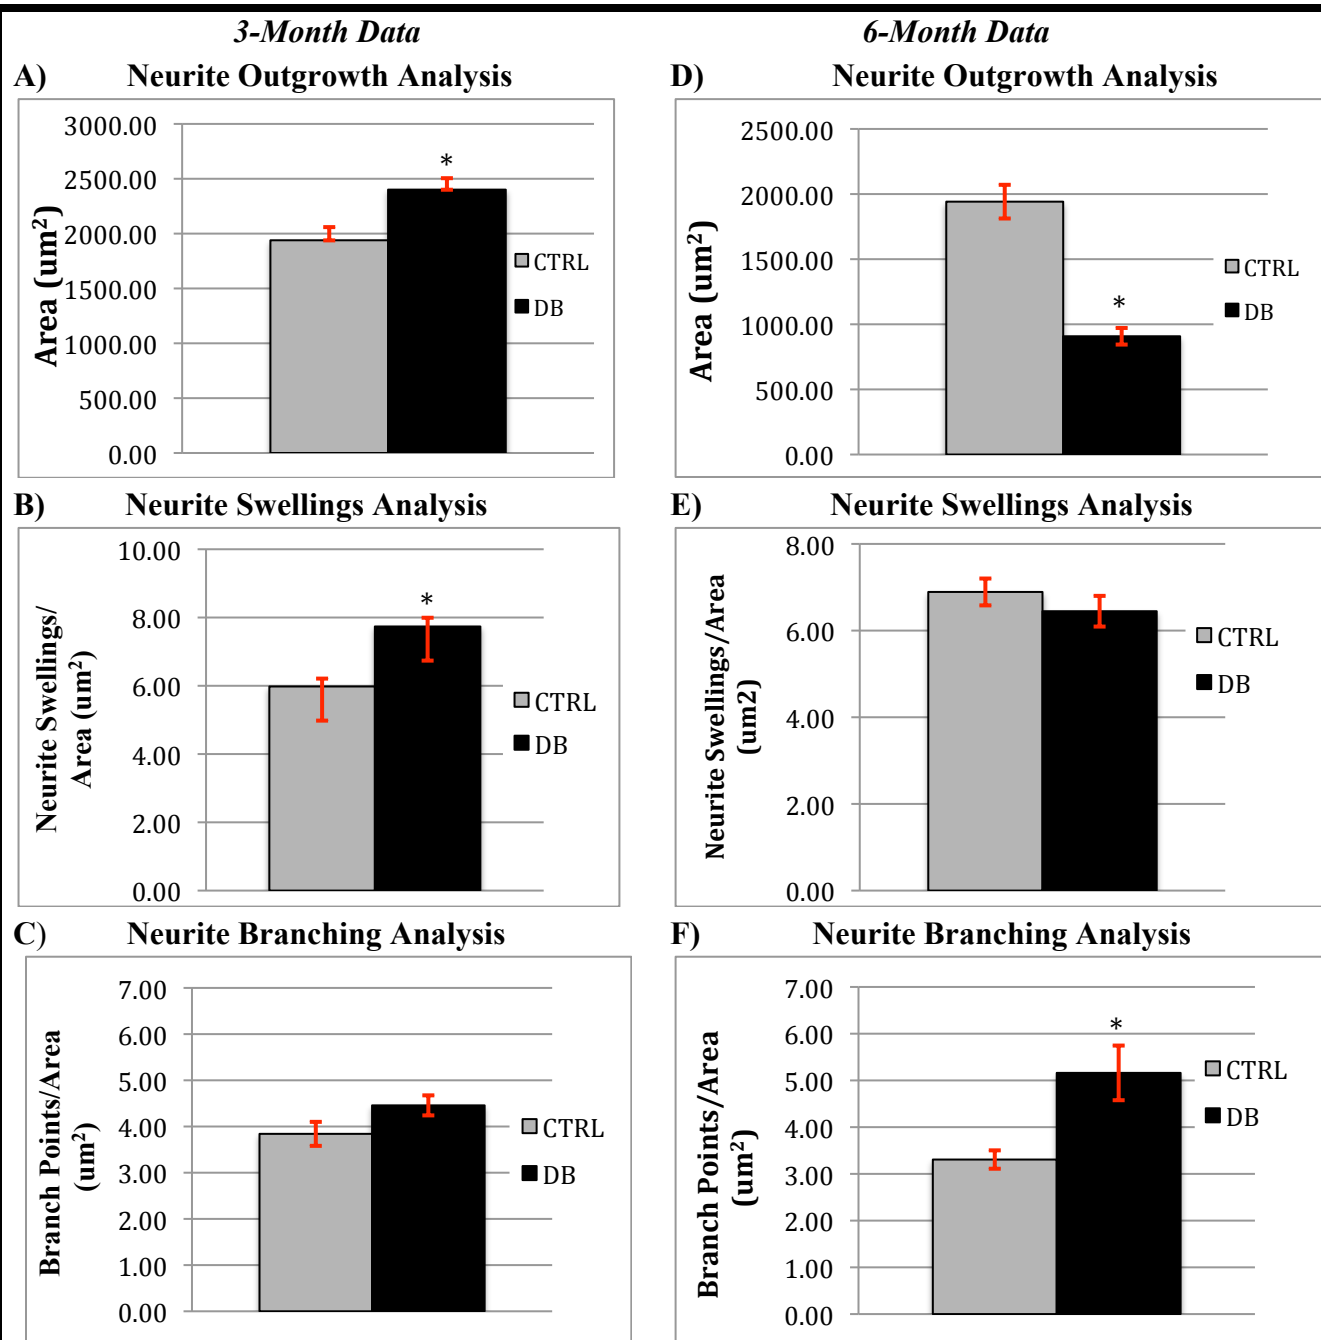 3-Month Data
A) Neurite Outgrowth Analysis
3000.00
2500.00
2000.00
1500.00
1000.00
500.00
0.00
Area (um²)
*
CTRL
DB
B) Neurite Swellings Analysis
10.00
8.00
6.00
4.00
2.00
0.00
Neurite Swellings/
Area (um²)
*
CTRL
DB
C) Neurite Branching Analysis
7.00
6.00
5.00
4.00
3.00
2.00
1.00
0.00
Branch Points/Area
(um²)
CTRL
DB
6-Month Data
D) Neurite Outgrowth Analysis
2500.00
2000.00
1500.00
1000.00
500.00
0.00
Area (um²)
*
CTRL
DB
E) Neurite Swellings Analysis
8.00
6.00
4.00
2.00
0.00
Neurite Swellings/Area
(um2)
CTRL
DB
F) Neurite Branching Analysis
7.00
6.00
5.00
4.00
3.00
2.00
1.00
0.00
Branch Points/Area
(um²)
*
CTRL
DB